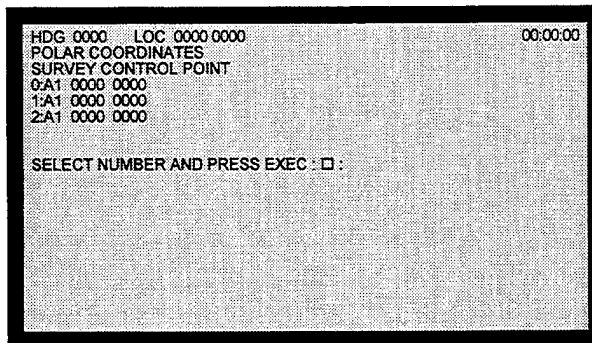 HDG 0000 LOC 0000 0000 00:00:00
POLAR COORDINATES
SURVEY CONTROL POINT
0:A1 0000 0000
1:A1 0000 0000
2:A1 0000 0000
SELECT NUMBER AND PRESS EXEC : □ :